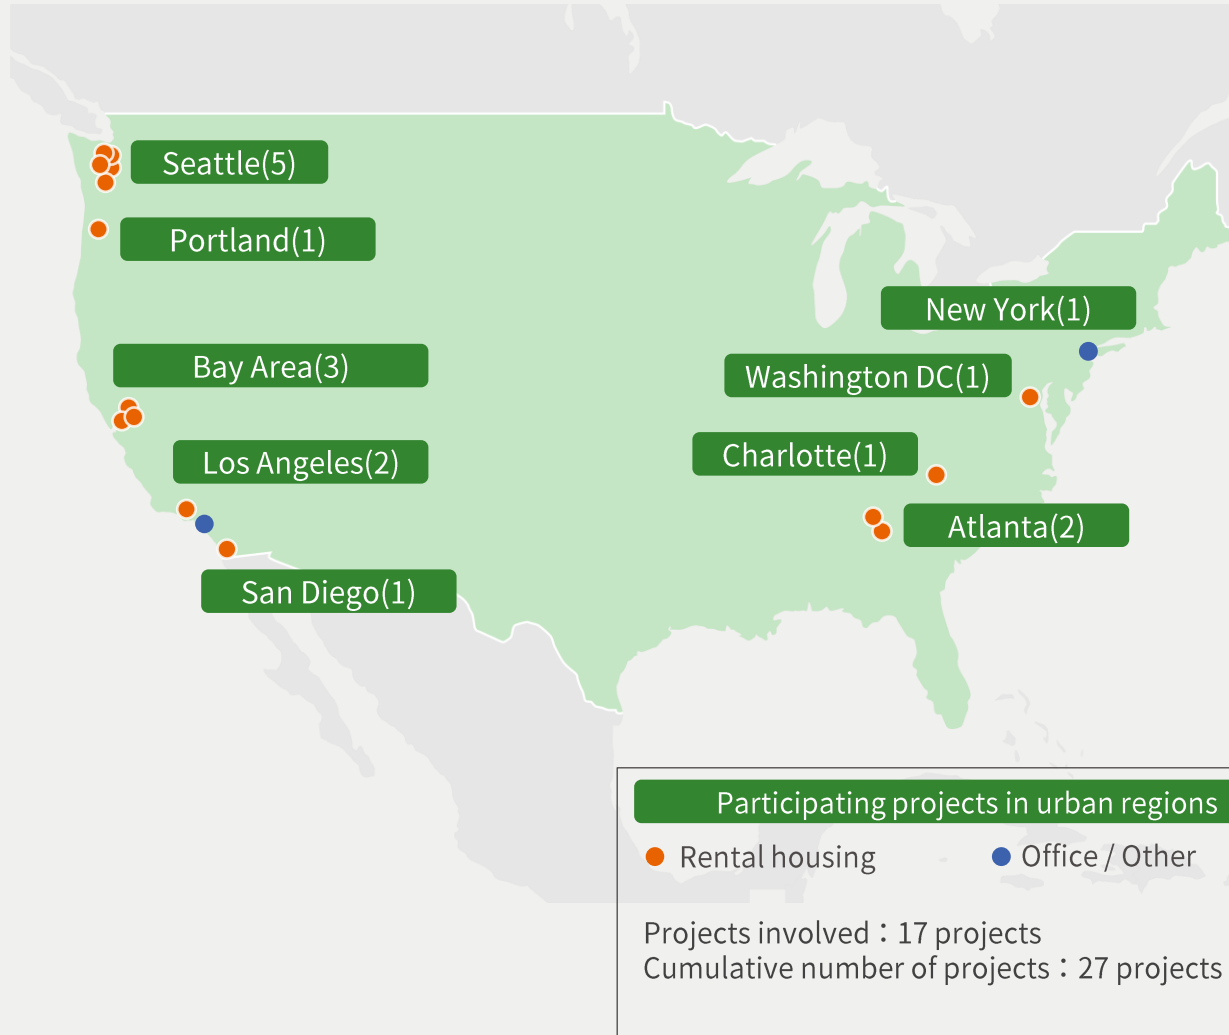 Seattle(5)
Portland(1)
New York(1)
Bay Area(3)
Washington DC(1)
Los Angeles(2)
Charlotte(1)
Atlanta(2)
San Diego(1)
Participating projects in urban regions
Rental housing
Office / Other
Projects involved：17 projects
Cumulative number of projects：27 projects